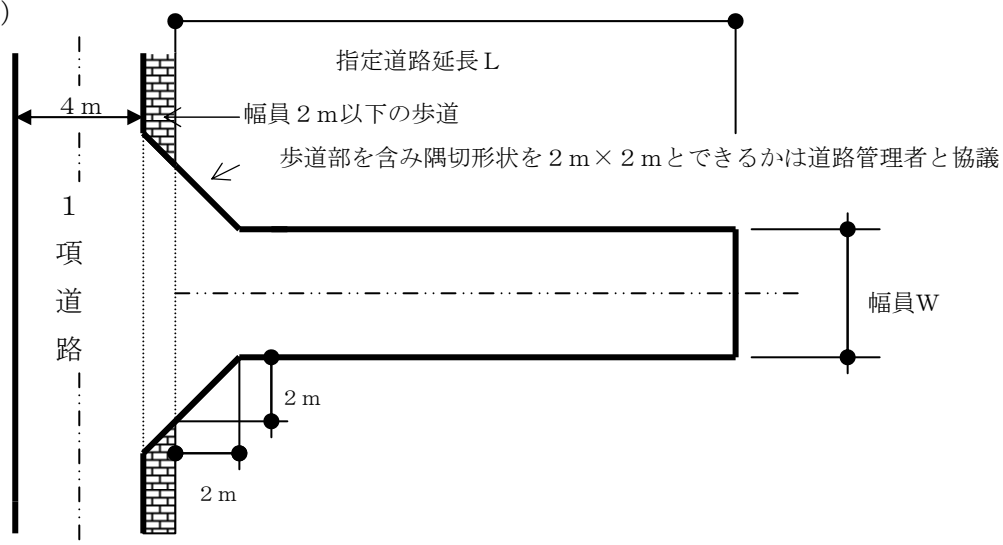 )
指定道路延長Ｌ
４ｍ
幅員２ｍ以下の歩道
歩道部を含み隅切形状を２ｍ×２ｍとできるかは道路管理者と協議
１項道路
幅員Ｗ
２ｍ
２ｍ